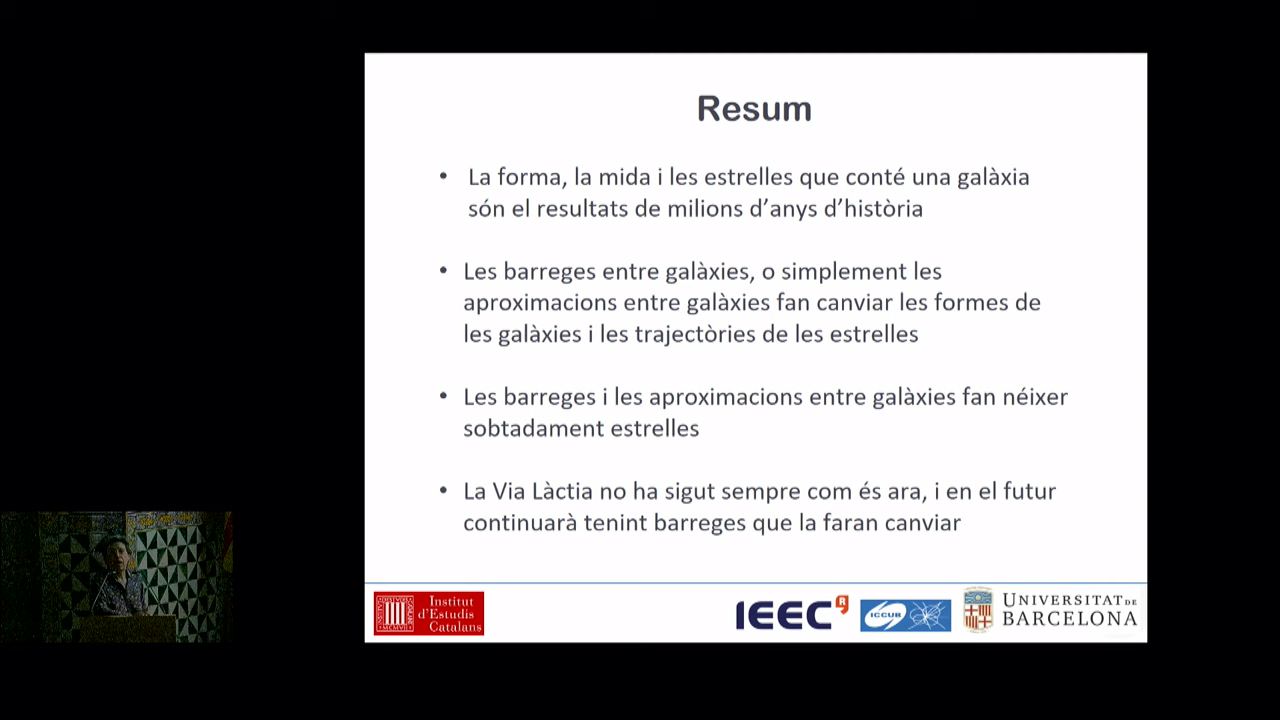 Resum
• La forma, la mida i les estrelles que conté una galàxia
són el resultats de milions d’anys d’història
• Les barreges entre galàxies, o simplement les
aproximacions entre galàxies fan canviar les formes de
les galàxies i les trajectòries de les estrelles
• Les barreges i les aproximacions entre galàxies fan néixer
sobtadament estrelles
• La Via Làctia no ha sigut sempre com és ara, i en el futur
continuarà tenint barreges que la faran canviar
Institut
d'Estudis
Catalans
IEEC R
ICCUB
UNIVERSITAT DE
BARCELONA